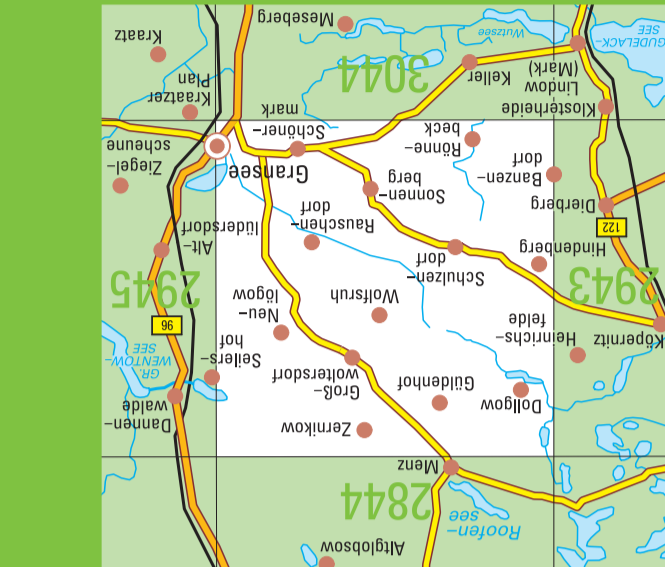 Altglobsow
Roofen-
see
2844
Menz
Dollgow
Güldenhof
Zernikow
Groß-
woltersdorf
Dannen-
walde
Köpernitz
Heinrichs-
felde
Seilers-
hof
GR.
WENTOW-
SEE
Wolfsruh
Neu-
lögow
96
2943
2945
Hindenberg
Schulzen-
dorf
Rauschen-
dorf
Alt-
lüdersdorf
122
Dierberg
Banzen-
dorf
Sonnen-
berg
Gransee
Ziegel-
scheune
Rönne-
beck
Schöner-
mark
Klosterheide
Lindow
(Mark)
Keller
3044
Kraatzer
Plan
GUDELACK-
SEE
Wutzsee
Meseberg
Kraatz